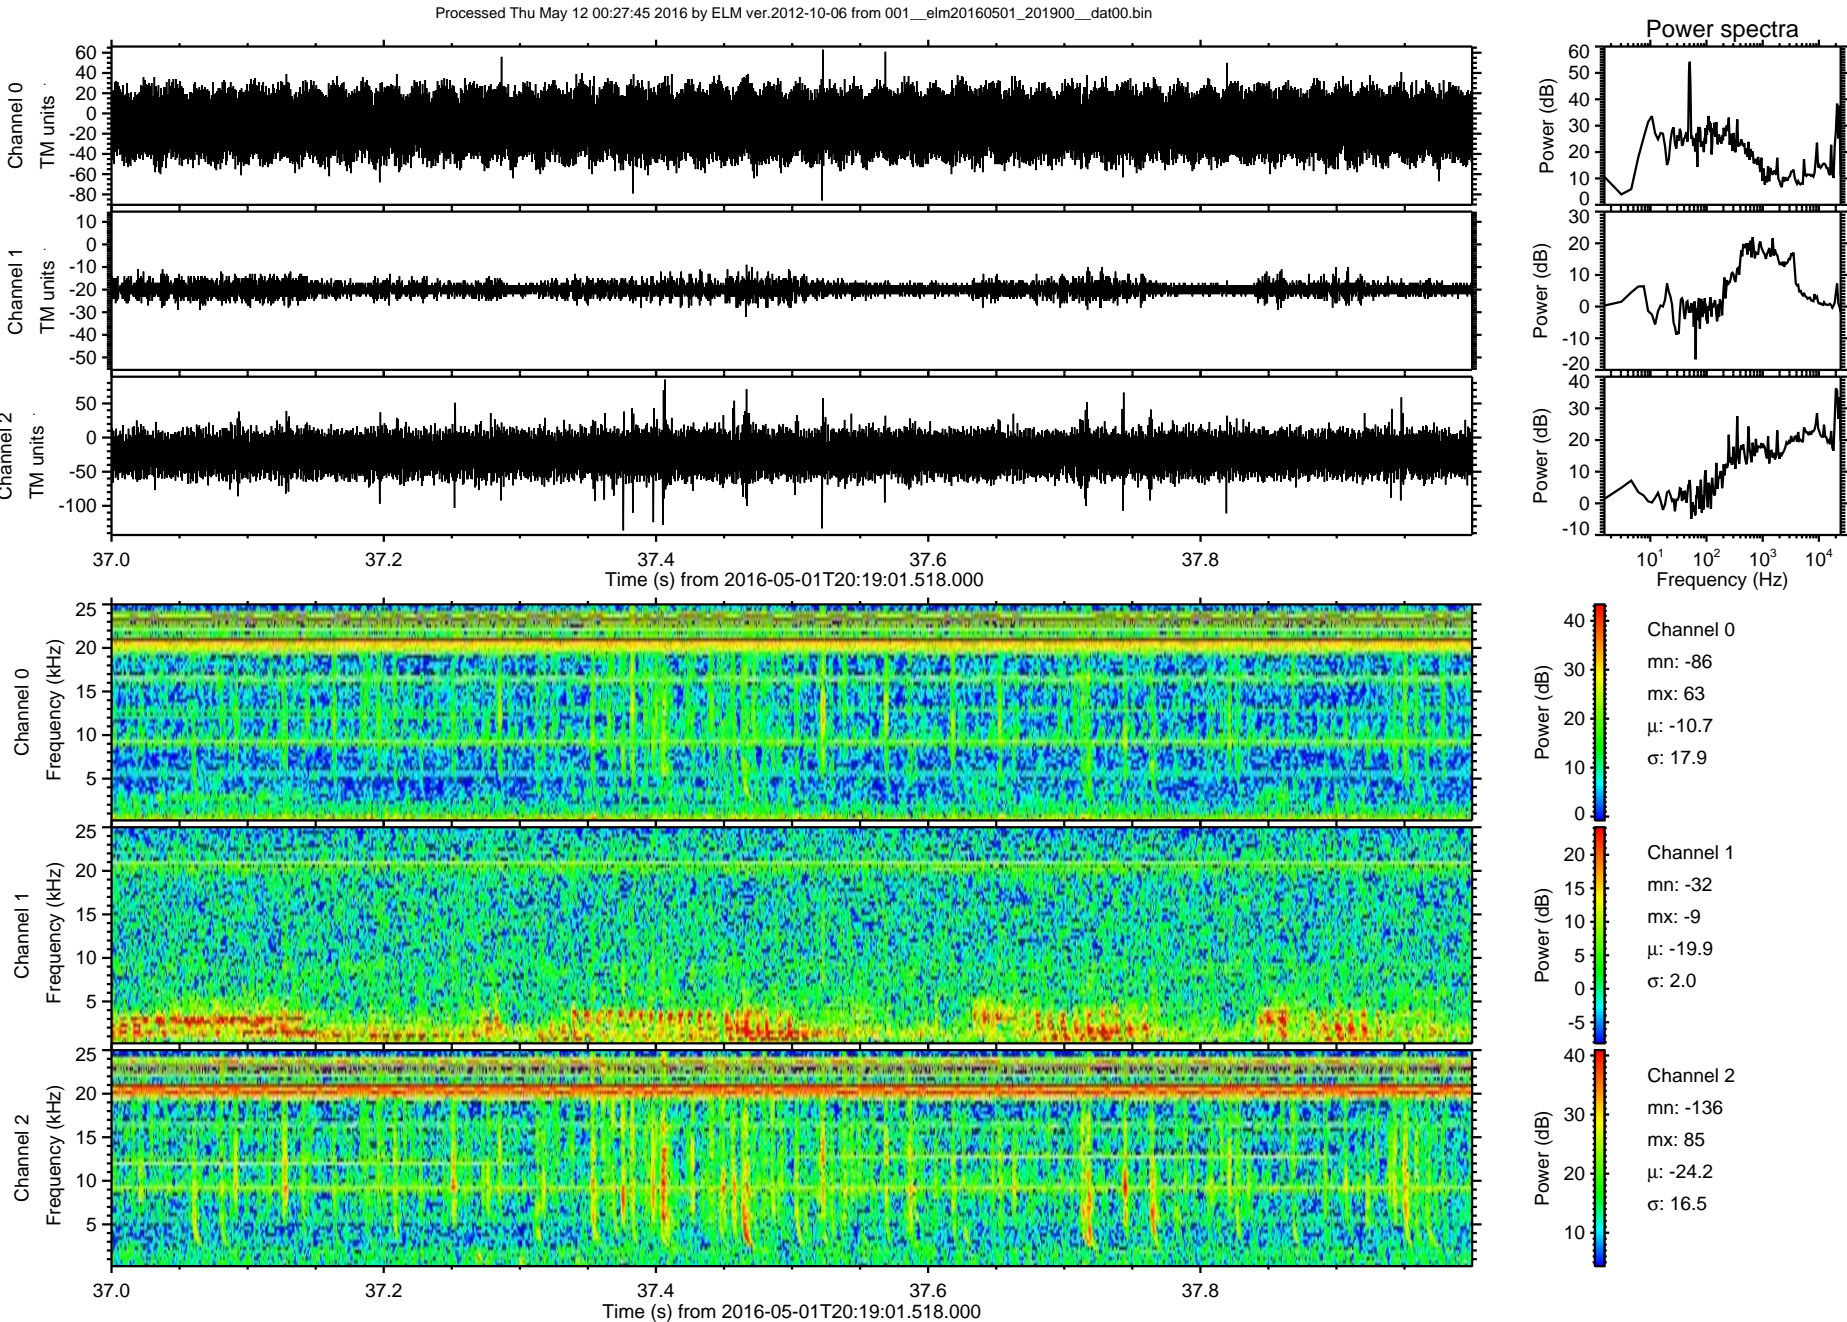 Processed Thu May 12 00:27:45 2016 by ELM ver.2012-10-06 from 001__elm20160501_201900__dat00.bin
Power spectra
Channel 0
TM units
60
40
20
0
-20
-40
-60
-80
Power (dB)
60
50
40
30
20
10
0
Channel 1
TM units
10
0
-10
-20
-30
-40
-50
Power (dB)
30
20
10
0
-10
-20
Channel 2
TM units
50
0
-50
-100
Power (dB)
40
30
20
10
0
-10
37.0 37.2 37.4 37.6 37.8
Time (s) from 2016-05-01T20:19:01.518.000
10^1 10^2 10^3 10^4
Frequency (Hz)
Channel 0
Frequency (kHz)
25
20
15
10
5
Power (dB)
40
30
20
10
0
Channel 0
mn: -86
mx: 63
μ: -10.7
σ: 17.9
Channel 1
Frequency (kHz)
25
20
15
10
5
Power (dB)
20
15
10
5
0
-5
Channel 1
mn: -32
mx: -9
μ: -19.9
σ: 2.0
Channel 2
Frequency (kHz)
25
20
15
10
5
Power (dB)
40
30
20
10
Channel 2
mn: -136
mx: 85
μ: -24.2
σ: 16.5
37.0 37.2 37.4 37.6 37.8
Time (s) from 2016-05-01T20:19:01.518.000